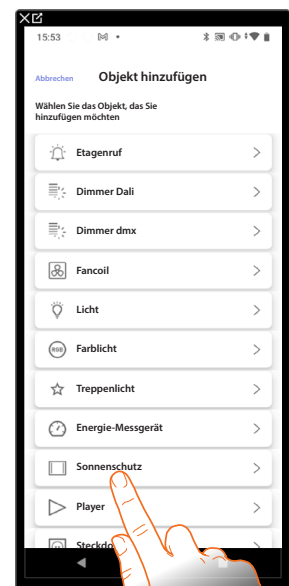 15:53
Abbrechen Objekt hinzufügen
Wählen Sie das Objekt, das Sie
hinzufügen möchten
Etagenruf
Dimmer Dali
Dimmer dmx
Fancoil
Licht
RGB Farblicht
Treppenlicht
Energie-Messgerät
Sonnenschutz
Player